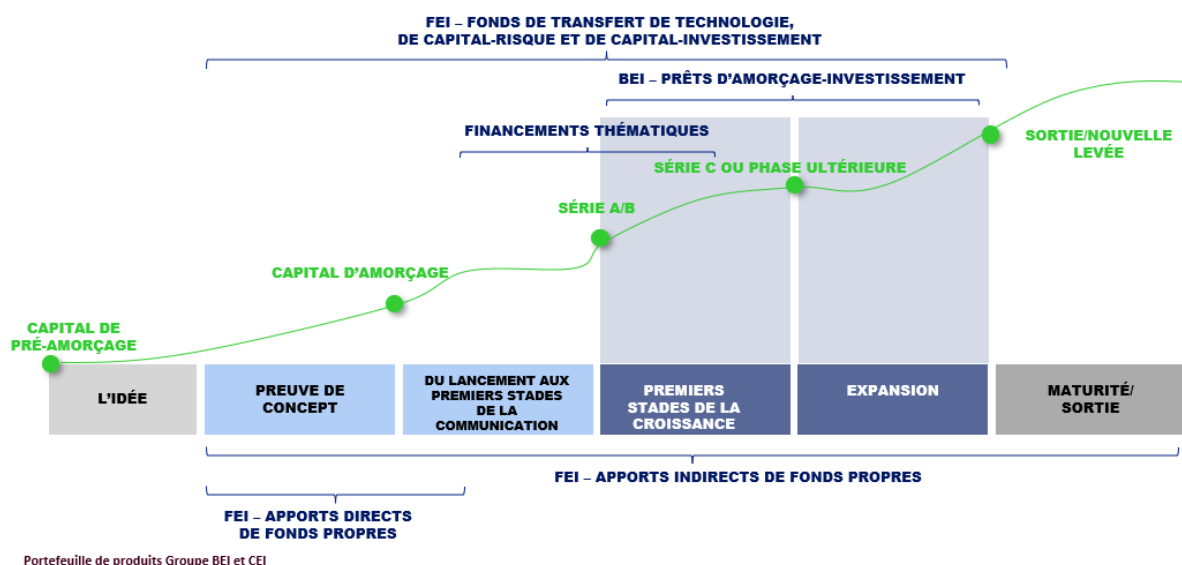 FEI – FONDS DE TRANSFERT DE TECHNOLOGIE,
DE CAPITAL-RISQUE ET DE CAPITAL-INVESTISSEMENT
BEI – PRÊTS D’AMORÇAGE-INVESTISSEMENT
FINANCEMENTS THÉMATIQUES
SORTIE/NOUVELLE
LEVÉE
SÉRIE C OU PHASE ULTÉRIEURE
SÉRIE A/B
CAPITAL D’AMORÇAGE
CAPITAL DE
PRÉ-AMORÇAGE
L’IDÉE
PREUVE DE
CONCEPT
DU LANCEMENT AUX
PREMIERS STADES
DE LA
COMMUNICATION
PREMIERS
STADES DE LA
CROISSANCE
EXPANSION
MATURITÉ/
SORTIE
FEI – APPORTS INDIRECTS DE FONDS PROPRES
FEI – APPORTS DIRECTS
DE FONDS PROPRES
Portefeuille de produits Groupe BEI et CEI